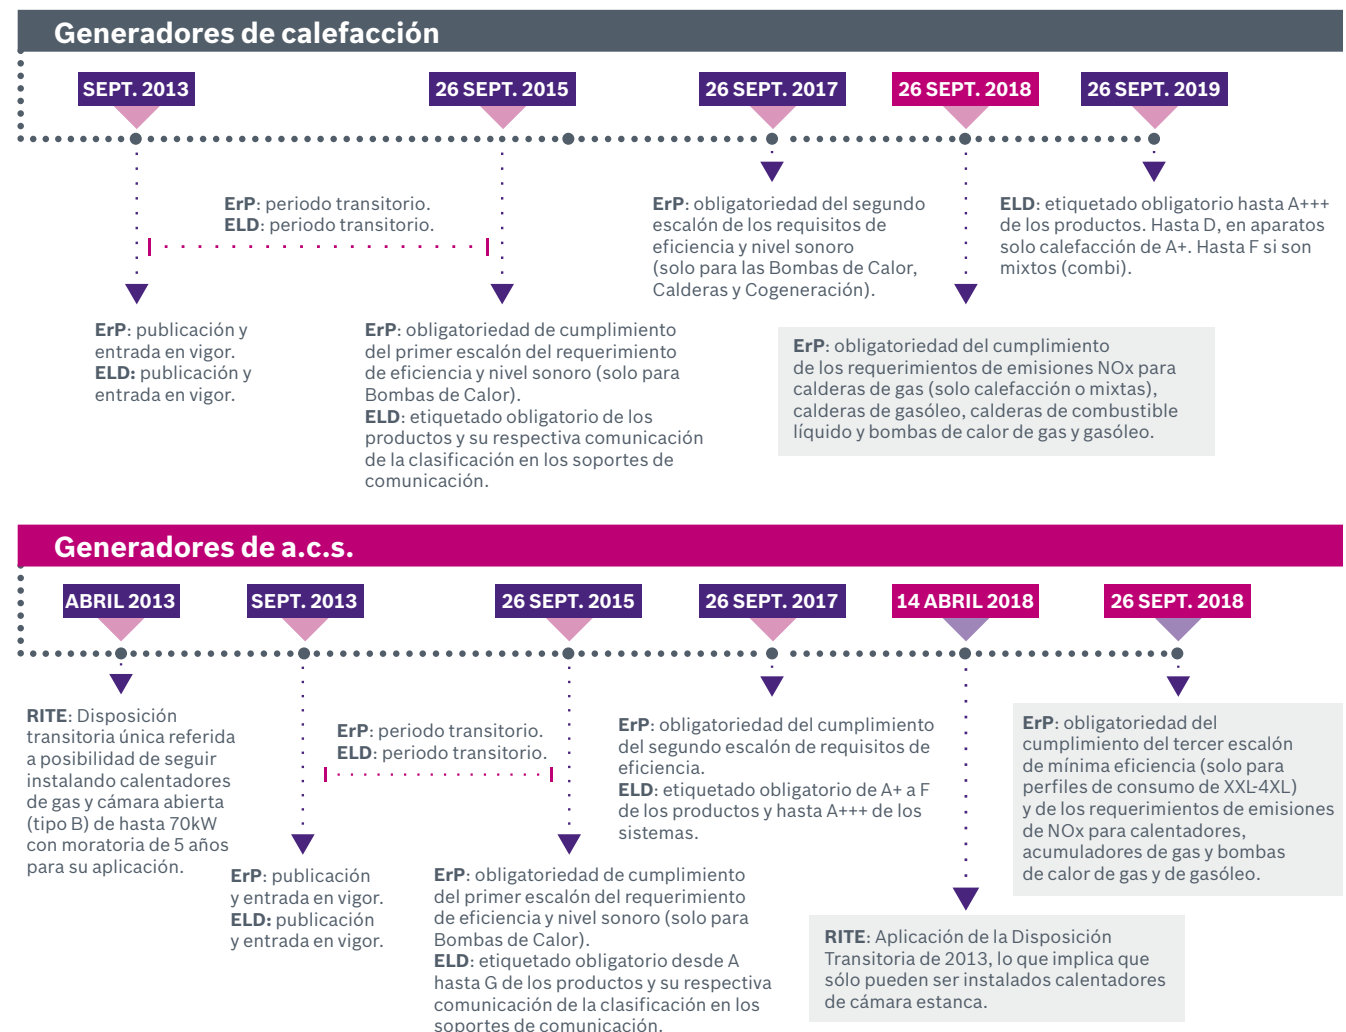 Generadores de calefacción
SEPT. 2013
26 SEPT. 2015
26 SEPT. 2017
26 SEPT. 2018
26 SEPT. 2019
ErP: periodo transitorio.
ELD: periodo transitorio.
ErP: publicación y
entrada en vigor.
ELD: publicación y
entrada en vigor.
ErP: obligatoriedad de cumplimiento
del primer escalón del requerimiento
de eficiencia y nivel sonoro (solo para
Bombas de Calor).
ELD: etiquetado obligatorio de los
productos y su respectiva comunicación
de la clasificación en los soportes de
comunicación.
ErP: obligatoriedad del segundo
escalón de los requisitos de
eficiencia y nivel sonoro
(solo para las Bombas de Calor,
Calderas y Cogeneración).
ErP: obligatoriedad del cumplimiento
de los requerimientos de emisiones NOx para
calderas de gas (solo calefacción o mixtas),
calderas de gasóleo, calderas de combustible
líquido y bombas de calor de gas y gasóleo.
ELD: etiquetado obligatorio hasta A+++
de los productos. Hasta D, en aparatos
solo calefacción de A+. Hasta F si son
mixtos (combi).
Generadores de a.c.s.
ABRIL 2013
SEPT. 2013
26 SEPT. 2015
26 SEPT. 2017
14 ABRIL 2018
26 SEPT. 2018
RITE: Disposición
transitoria única referida
a posibilidad de seguir
instalando calentadores
de gas y cámara abierta
(tipo B) de hasta 70kW
con moratoria de 5 años
para su aplicación.
ErP: periodo transitorio.
ELD: periodo transitorio.
ErP: publicación
y entrada en vigor.
ELD: publicación
y entrada en vigor.
ErP: obligatoriedad de cumplimiento
del primer escalón del requerimiento
de eficiencia y nivel sonoro (solo para
Bombas de Calor).
ELD: etiquetado obligatorio desde A
hasta G de los productos y su respectiva
comunicación de la clasificación en los
soportes de comunicación.
ErP: obligatoriedad del cumplimiento
del segundo escalón de requisitos de
eficiencia.
ELD: etiquetado obligatorio de A+ a F
de los productos y hasta A+++ de los
sistemas.
RITE: Aplicación de la Disposición
Transitoria de 2013, lo que implica que
sólo pueden ser instalados calentadores
de cámara estanca.
ErP: obligatoriedad del
cumplimiento del tercer escalón
de mínima eficiencia (solo para
perfiles de consumo de XXL-4XL)
y de los requerimientos de emisiones
de NOx para calentadores,
acumuladores de gas y bombas
de calor de gas y de gasóleo.